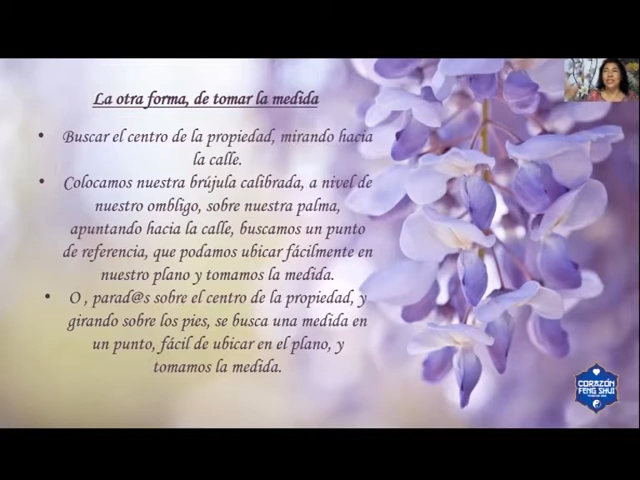 La otra forma, de tomar la medida
• Buscar el centro de la propiedad, mirando hacia
la calle.
• Colocamos nuestra brújula calibrada, a nivel de
nuestro ombligo, sobre nuestra palma,
apuntando hacia la calle, buscamos un punto
de referencia, que podamos ubicar fácilmente en
nuestro plano y tomamos la medida.
• O , parad@s sobre el centro de la propiedad, y
girando sobre los pies, se busca una medida en
un punto, fácil de ubicar en el plano, y
tomamos la medida.
CORAZÓN
FENG SHUI